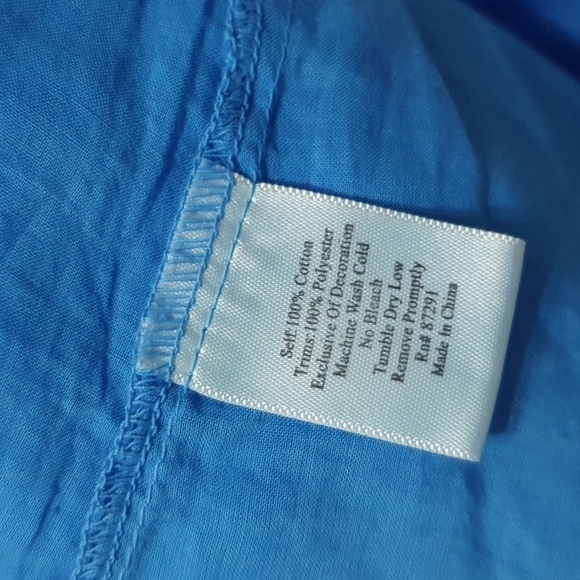 Self:100% Cotton
Trims:100% Polyester
Exclusive Of Decoration
Machine Wash Cold
No Bleach
Tumble Dry Low
Remove Promptly
Rn# 87291
Made In China